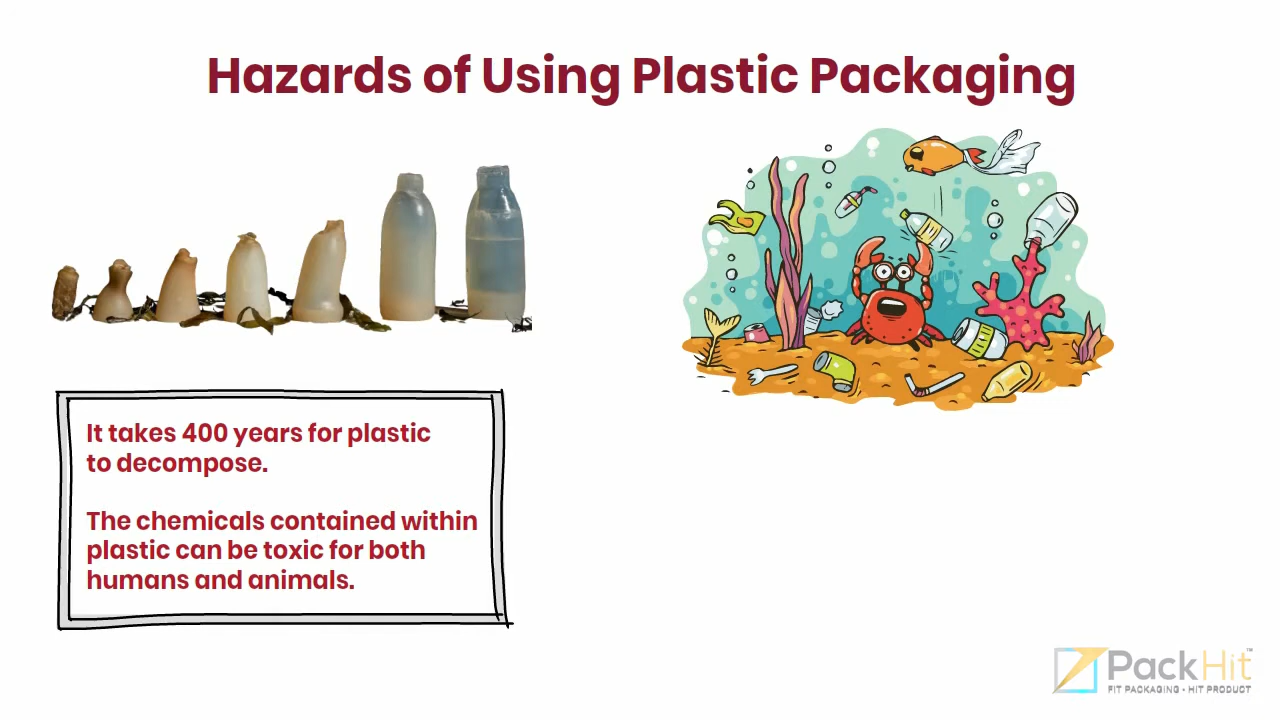 Hazards of Using Plastic Packaging
It takes 400 years for plastic
to decompose.
The chemicals contained within
plastic can be toxic for both
humans and animals.
PackHit™
FIT PACKAGING • HIT PRODUCT